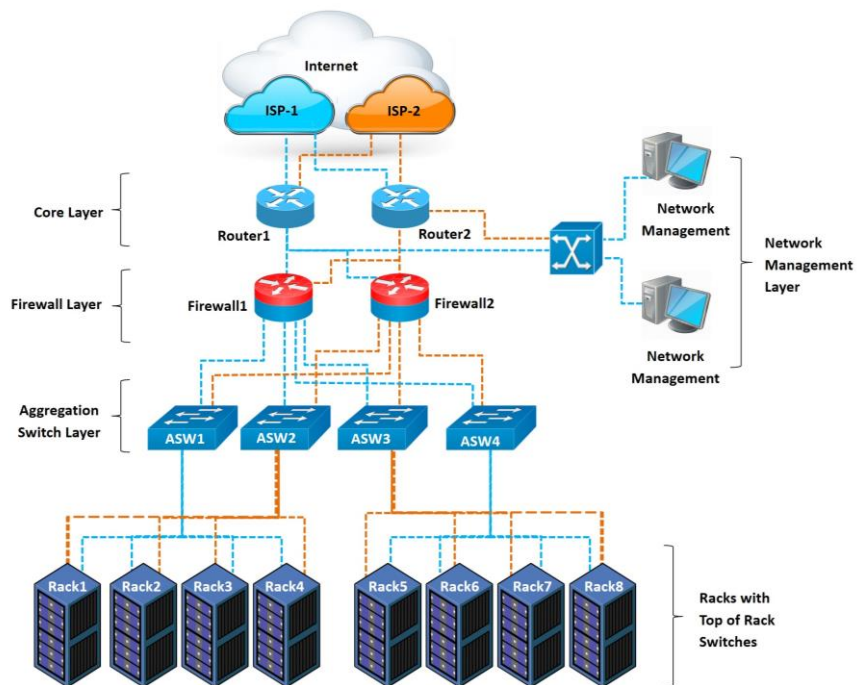 Internet
ISP-1
ISP-2
Core Layer
Router1
Router2
Network
Management
Network
Management
Layer
Firewall Layer
Firewall1
Firewall2
Network
Management
Aggregation
Switch Layer
ASW1
ASW2
ASW3
ASW4
Rack1
Rack2
Rack3
Rack4
Rack5
Rack6
Rack7
Rack8
Racks with
Top of Rack
Switches